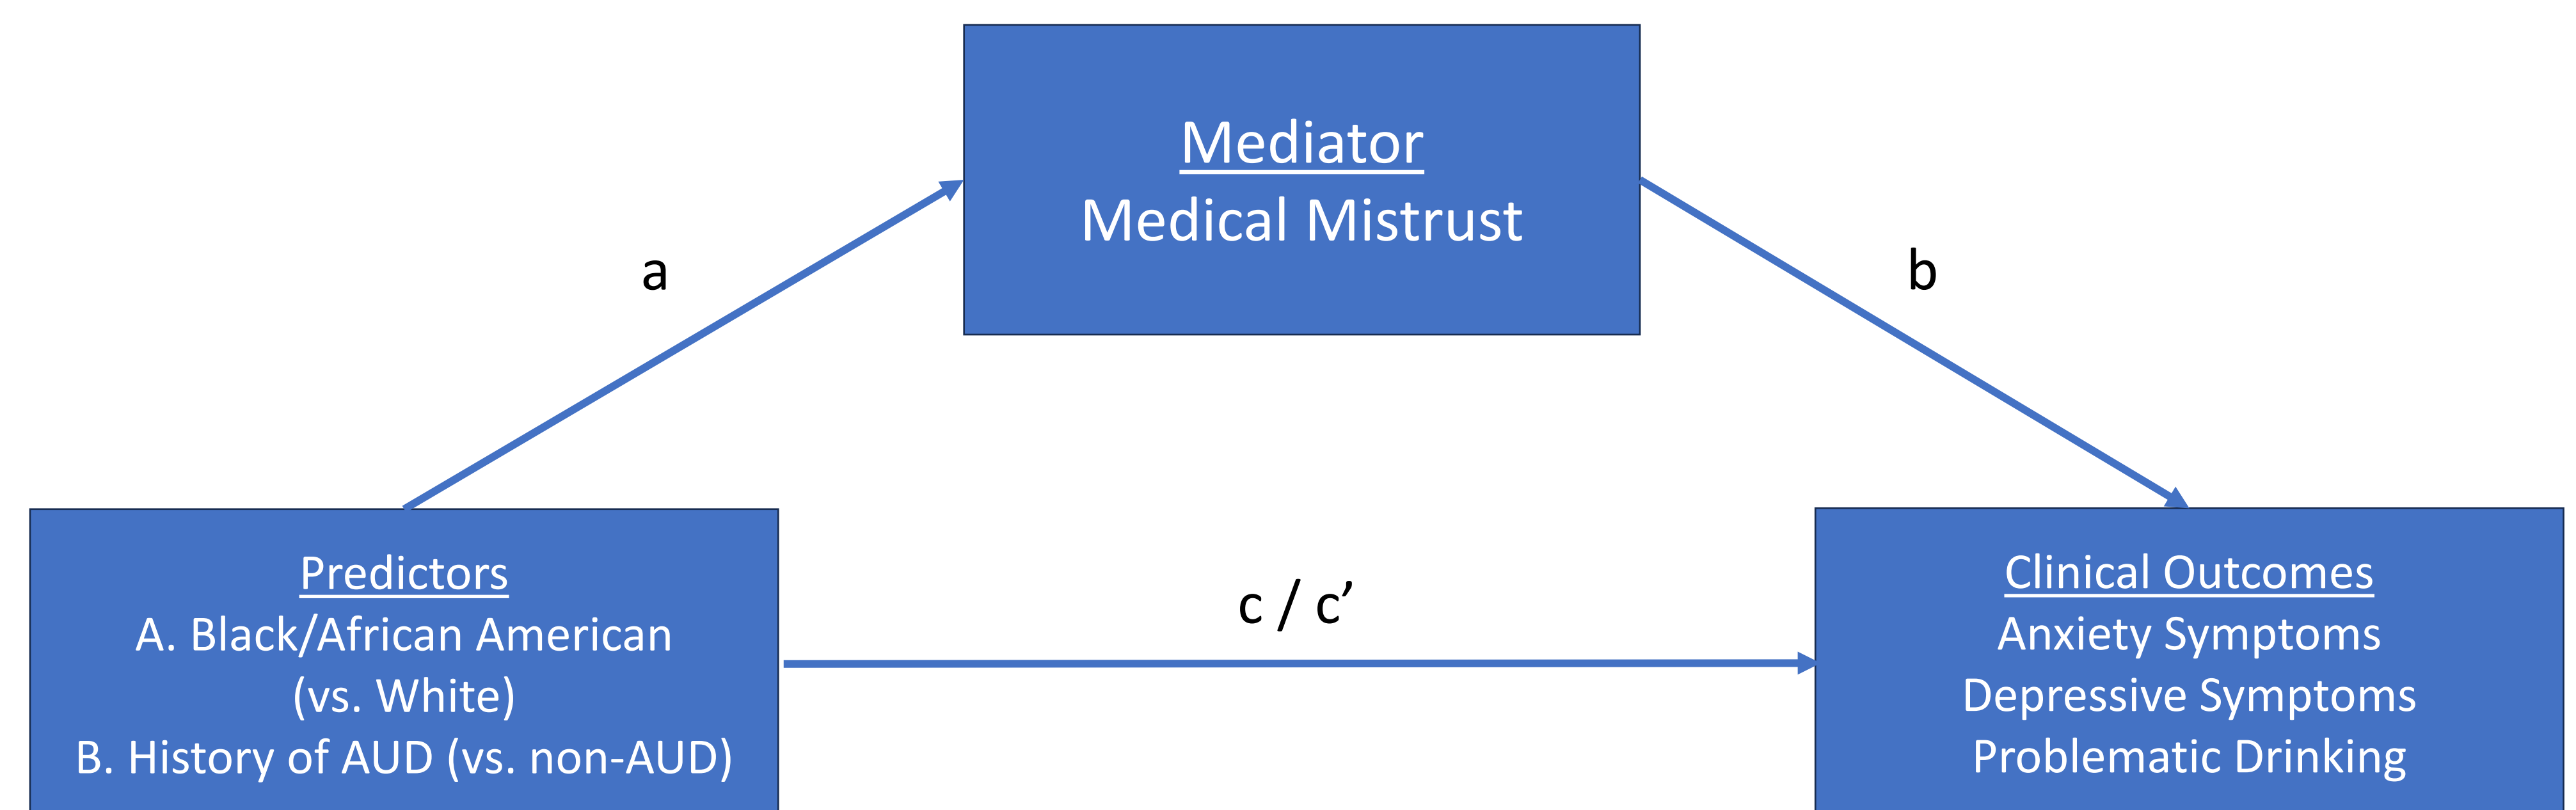 Mediator
Medical Mistrust
a
b
Predictors
A. Black/African American
(vs. White)
B. History of AUD (vs. non-AUD)
c / c’
Clinical Outcomes
Anxiety Symptoms
Depressive Symptoms
Problematic Drinking